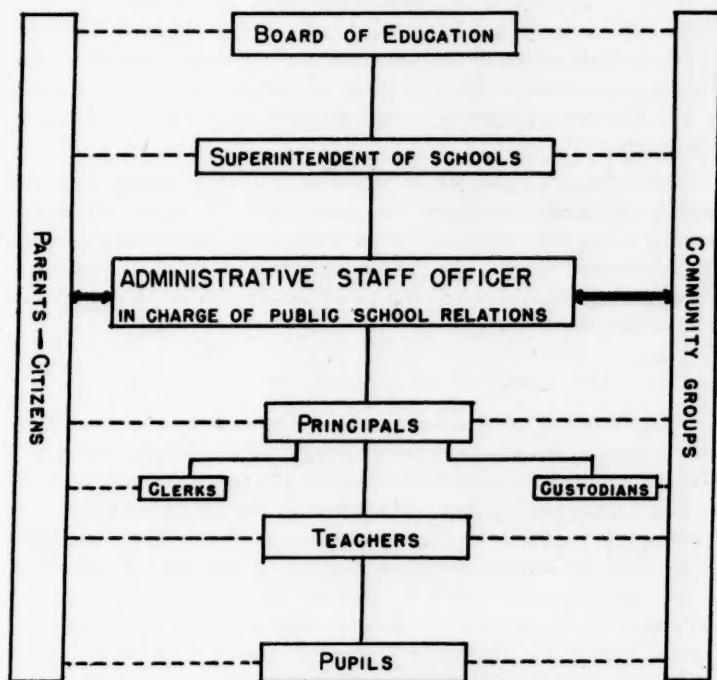 BOARD OF EDUCATION
SUPERINTENDENT OF SCHOOLS
ADMINISTRATIVE STAFF OFFICER
IN CHARGE OF PUBLIC SCHOOL RELATIONS
PARENTS — CITIZENS
COMMUNITY GROUPS
PRINCIPALS
CLERKS
CUSTODIANS
TEACHERS
PUPILS